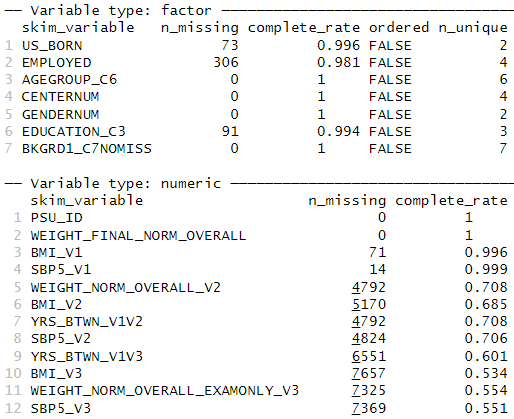 ── Variable type: factor ──────────────────────────
  skim_variable    n_missing complete_rate ordered n_unique
1 US_BORN                 73         0.996 FALSE          2
2 EMPLOYED               306         0.981 FALSE          4
3 AGEGROUP_C6              0         1     FALSE          6
4 CENTERNUM                0         1     FALSE          4
5 GENDERNUM                0         1     FALSE          2
6 EDUCATION_C3            91         0.994 FALSE          3
7 BKGRD1_C7NOMISS          0         1     FALSE          7
── Variable type: numeric ─────────────────────────
   skim_variable                   n_missing complete_rate
 1 PSU_ID                                  0         1
 2 WEIGHT_FINAL_NORM_OVERALL               0         1
 3 BMI_V1                                 71         0.996
 4 SBP5_V1                                14         0.999
 5 WEIGHT_NORM_OVERALL_V2               4792         0.708
 6 BMI_V2                               5170         0.685
 7 YRS_BTWN_V1V2                        4792         0.708
 8 SBP5_V2                              4824         0.706
 9 YRS_BTWN_V1V3                        6551         0.601
10 BMI_V3                               7657         0.534
11 WEIGHT_NORM_OVERALL_EXAMONLY_V3      7325         0.554
12 SBP5_V3                              7369         0.551